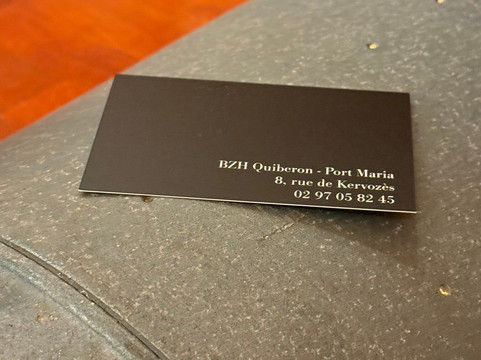 BZH Quiberon - Port Maria
8, rue de Kervozès
02 97 05 82 45